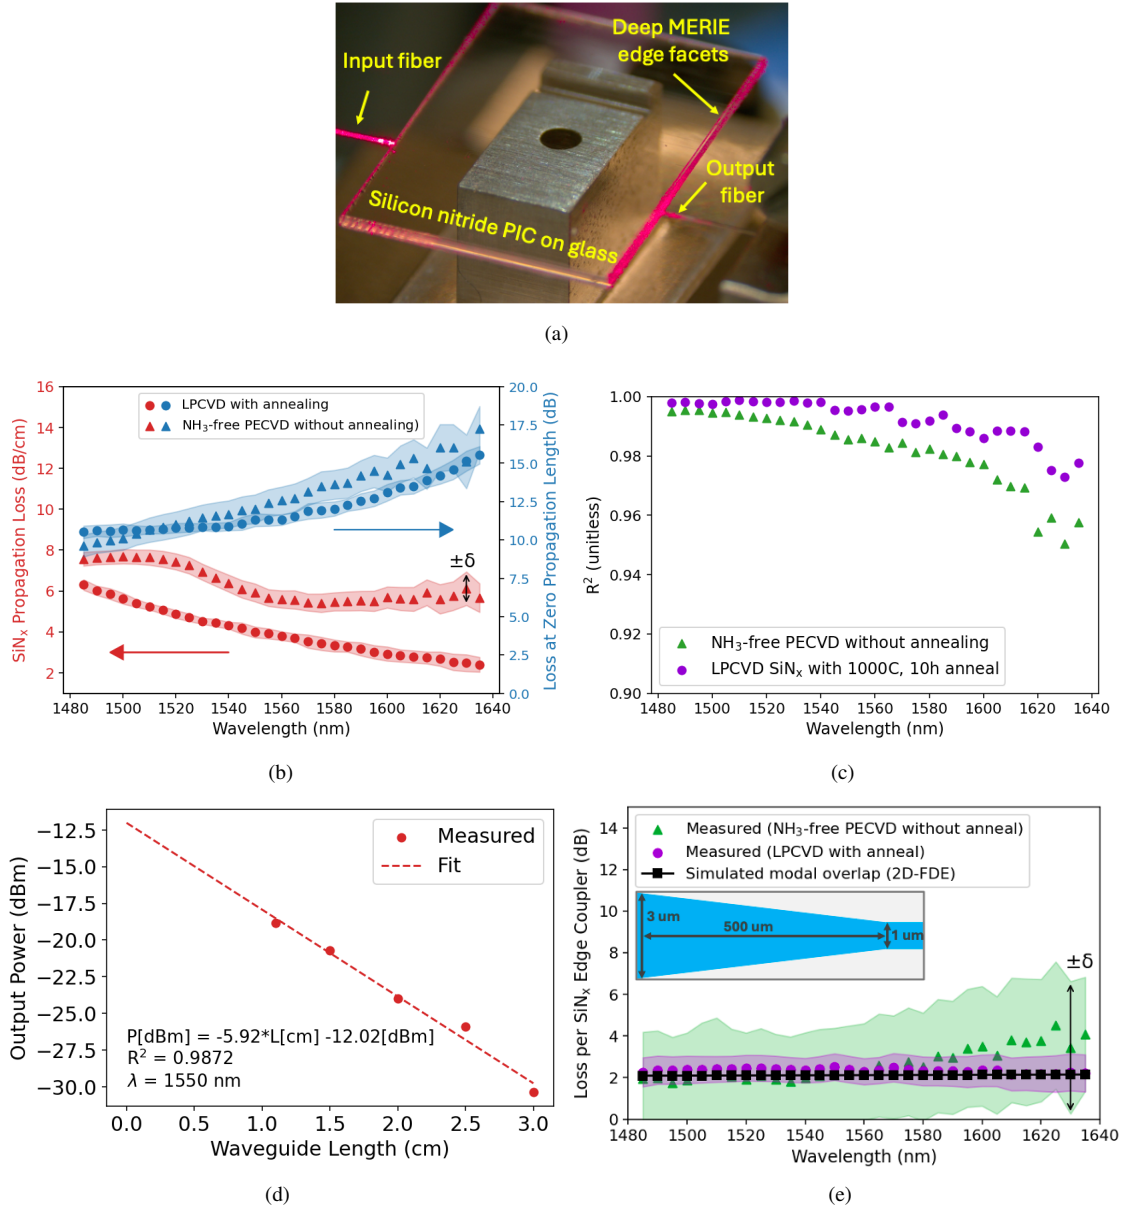 Deep MERIE
edge facets
Input fiber
Output
fiber
Silicon nitride PIC on glass
(a)
SiNx Propagation Loss (dB/cm)
16
14
12
10
8
6
4
2
LPCVD with annealing
NH3-free PECVD without annealing)
±δ
20.0
17.5
15.0
12.5
10.0
7.5
5.0
2.5
0.0
Loss at Zero Propagation Length (dB)
1480 1500 1520 1540 1560 1580 1600 1620 1640
Wavelength (nm)
(b)
R2 (unitless)
1.00
0.98
0.96
0.94
0.92
0.90
NH3-free PECVD without annealing
LPCVD SiNx with 1000C, 10h anneal
1480 1500 1520 1540 1560 1580 1600 1620 1640
Wavelength (nm)
(c)
Output Power (dBm)
−12.5
−15.0
−17.5
−20.0
−22.5
−25.0
−27.5
−30.0
Measured
Fit
P[dBm] = -5.92*L[cm] -12.02[dBm]
R2 = 0.9872
λ = 1550 nm
0.0 0.5 1.0 1.5 2.0 2.5 3.0
Waveguide Length (cm)
(d)
Loss per SiNx Edge Coupler (dB)
14
12
10
8
6
4
2
0
Measured (NH3-free PECVD without anneal)
Measured (LPCVD with anneal)
Simulated modal overlap (2D-FDE)
3 um
500 um
1 um
±δ
1480 1500 1520 1540 1560 1580 1600 1620 1640
Wavelength (nm)
(e)